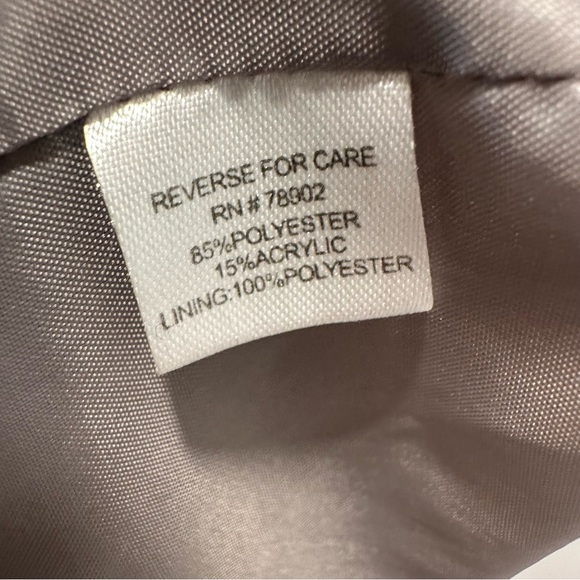 REVERSE FOR CARE
RN # 78902
85%POLYESTER
15%ACRYLIC
LINING:100%POLYESTER